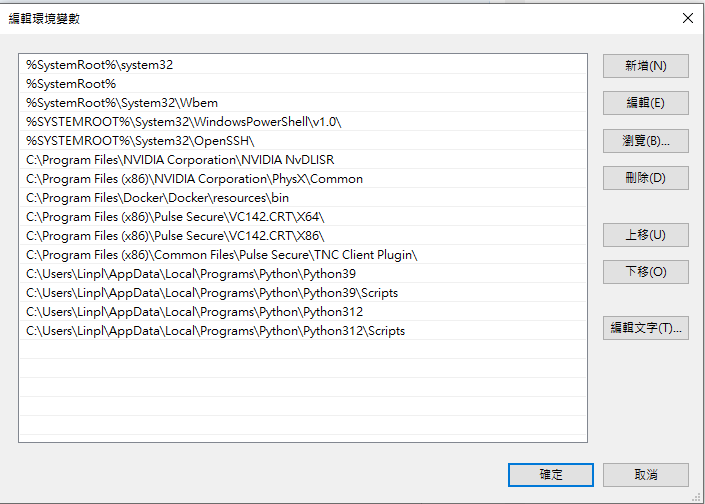 編輯環境變數
%SystemRoot%\system32
%SystemRoot%
%SystemRoot%\System32\Wbem
%SYSTEMROOT%\System32\WindowsPowerShell\v1.0\
%SYSTEMROOT%\System32\OpenSSH\
C:\Program Files\NVIDIA Corporation\NVIDIA NvDLISR
C:\Program Files (x86)\NVIDIA Corporation\PhysX\Common
C:\Program Files\Docker\Docker\resources\bin
C:\Program Files (x86)\Pulse Secure\VC142.CRT\X64\
C:\Program Files (x86)\Pulse Secure\VC142.CRT\X86\
C:\Program Files (x86)\Common Files\Pulse Secure\TNC Client Plugin\
C:\Users\Linpl\AppData\Local\Programs\Python\Python39
C:\Users\Linpl\AppData\Local\Programs\Python\Python39\Scripts
C:\Users\Linpl\AppData\Local\Programs\Python\Python312
C:\Users\Linpl\AppData\Local\Programs\Python\Python312\Scripts
新增(N)
編輯(E)
瀏覽(B)...
刪除(D)
上移(U)
下移(O)
編輯文字(T)...
確定
取消